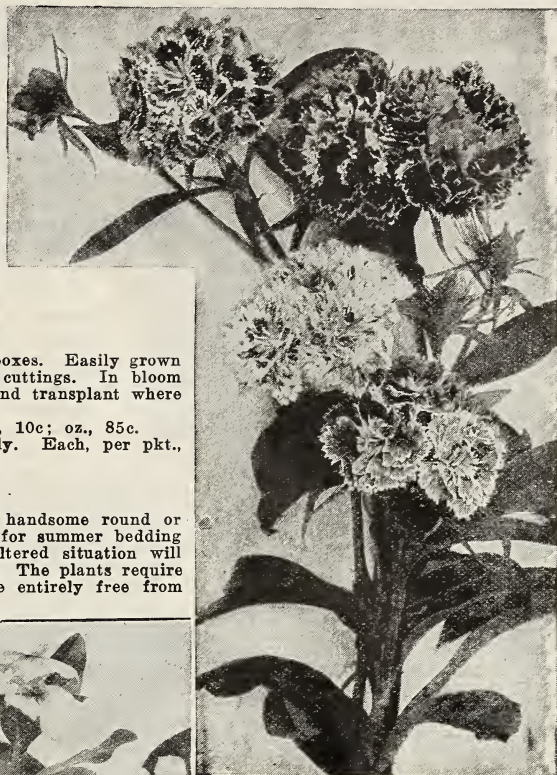 oxes. Easily grown
cuttings. In bloom
nd transplant where
, 10c; oz., 85c.
ly. Each, per pkt.,
handsome round or
for summer bedding
ltered situation will
The plants require
e entirely free from